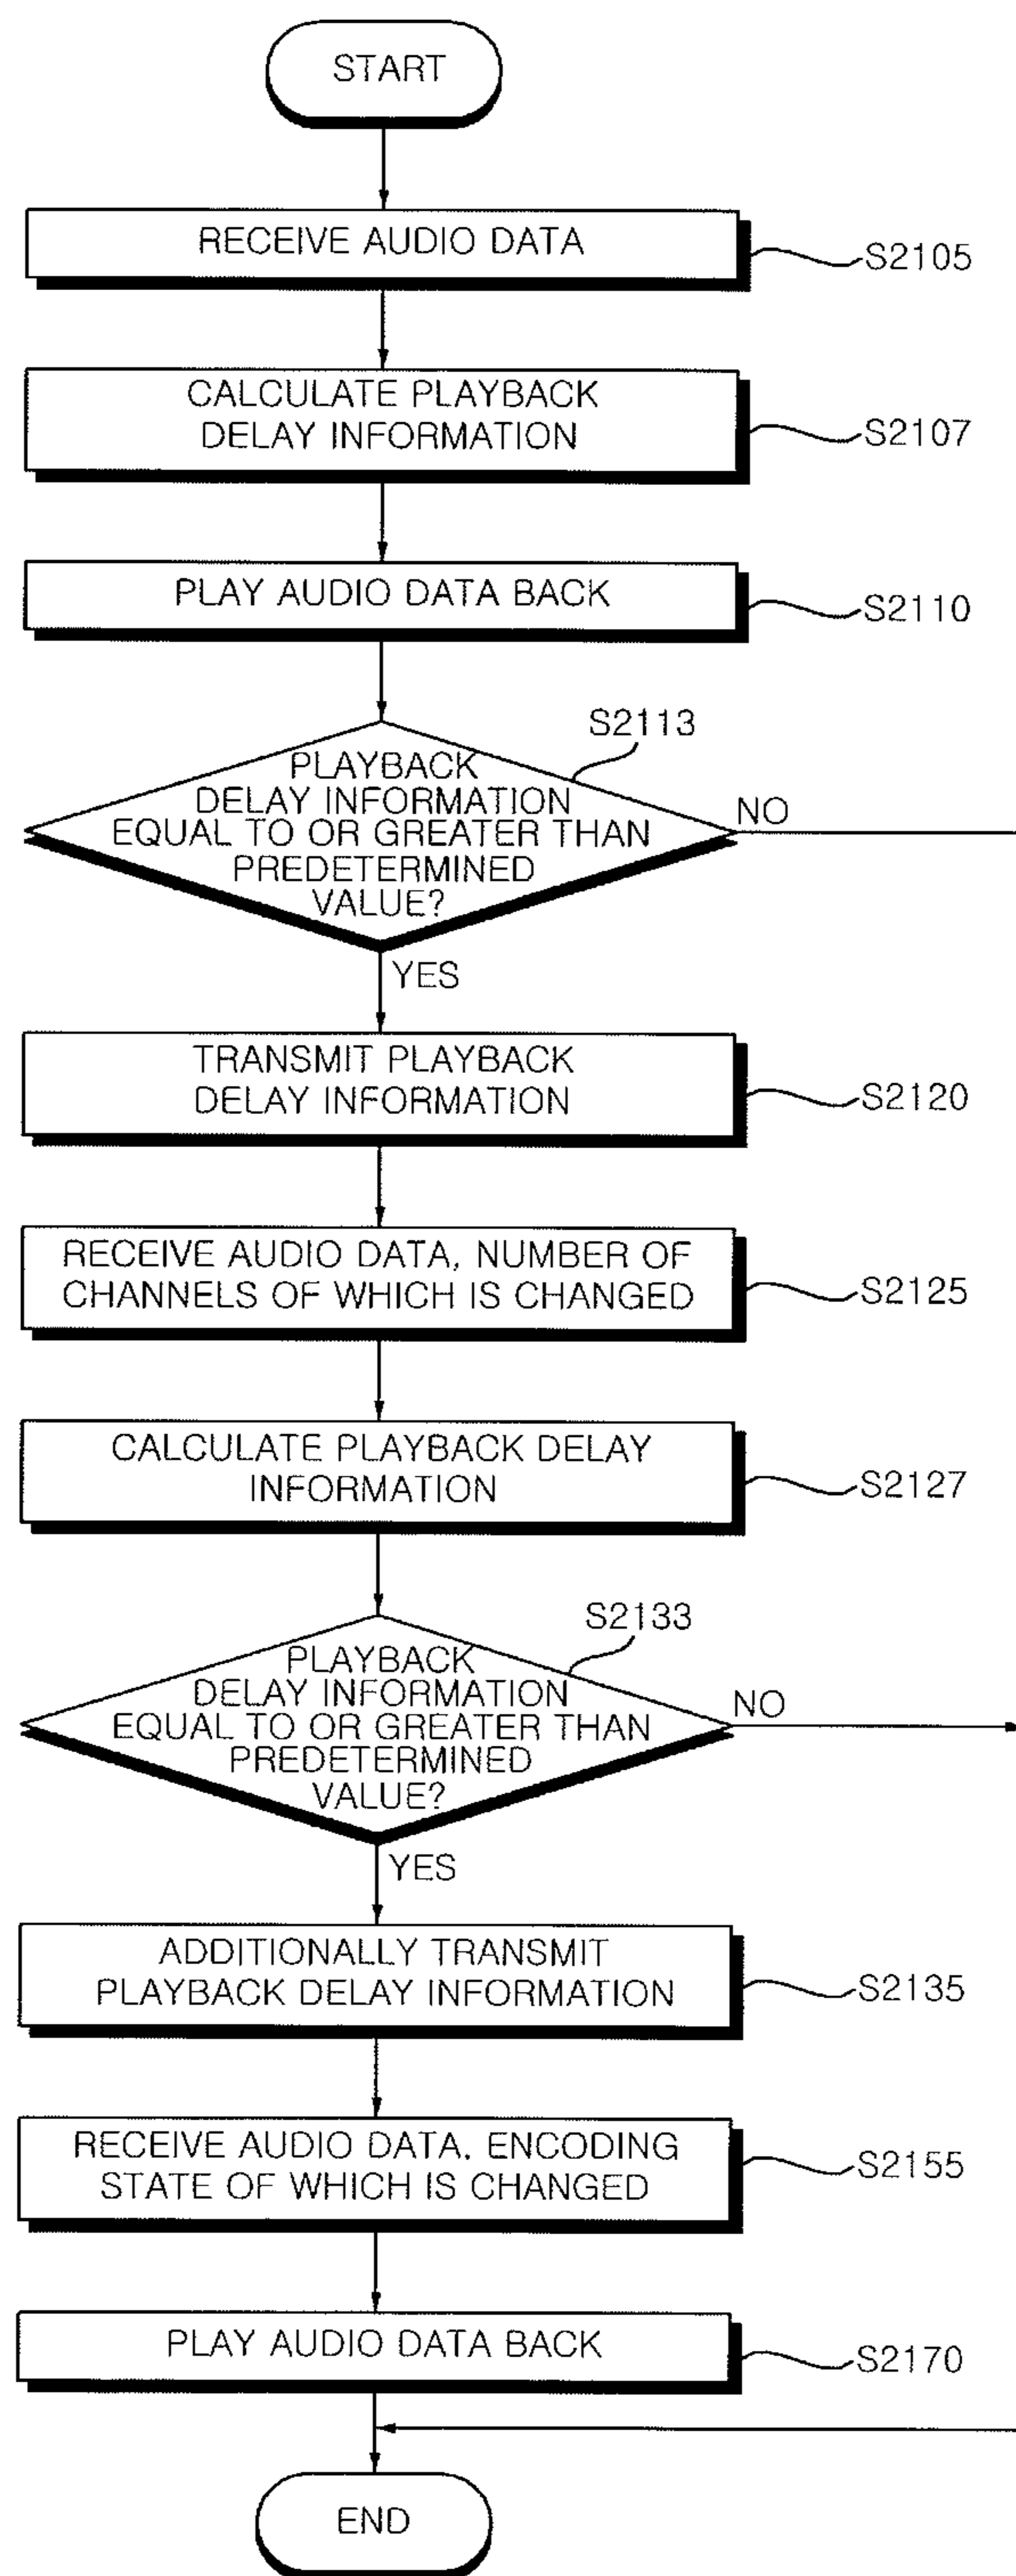 START
RECEIVE AUDIO DATA
S2105
CALCULATE PLAYBACK
DELAY INFORMATION
S2107
PLAY AUDIO DATA BACK
S2110
S2113
PLAYBACK
DELAY INFORMATION
EQUAL TO OR GREATER THAN
PREDETERMINED
VALUE?
NO
YES
TRANSMIT PLAYBACK
DELAY INFORMATION
S2120
RECEIVE AUDIO DATA, NUMBER OF
CHANNELS OF WHICH IS CHANGED
S2125
CALCULATE PLAYBACK DELAY
INFORMATION
S2127
S2133
PLAYBACK
DELAY INFORMATION
EQUAL TO OR GREATER THAN
PREDETERMINED
VALUE?
NO
YES
ADDITIONALLY TRANSMIT
PLAYBACK DELAY INFORMATION
S2135
RECEIVE AUDIO DATA, ENCODING
STATE OF WHICH IS CHANGED
S2155
PLAY AUDIO DATA BACK
S2170
END